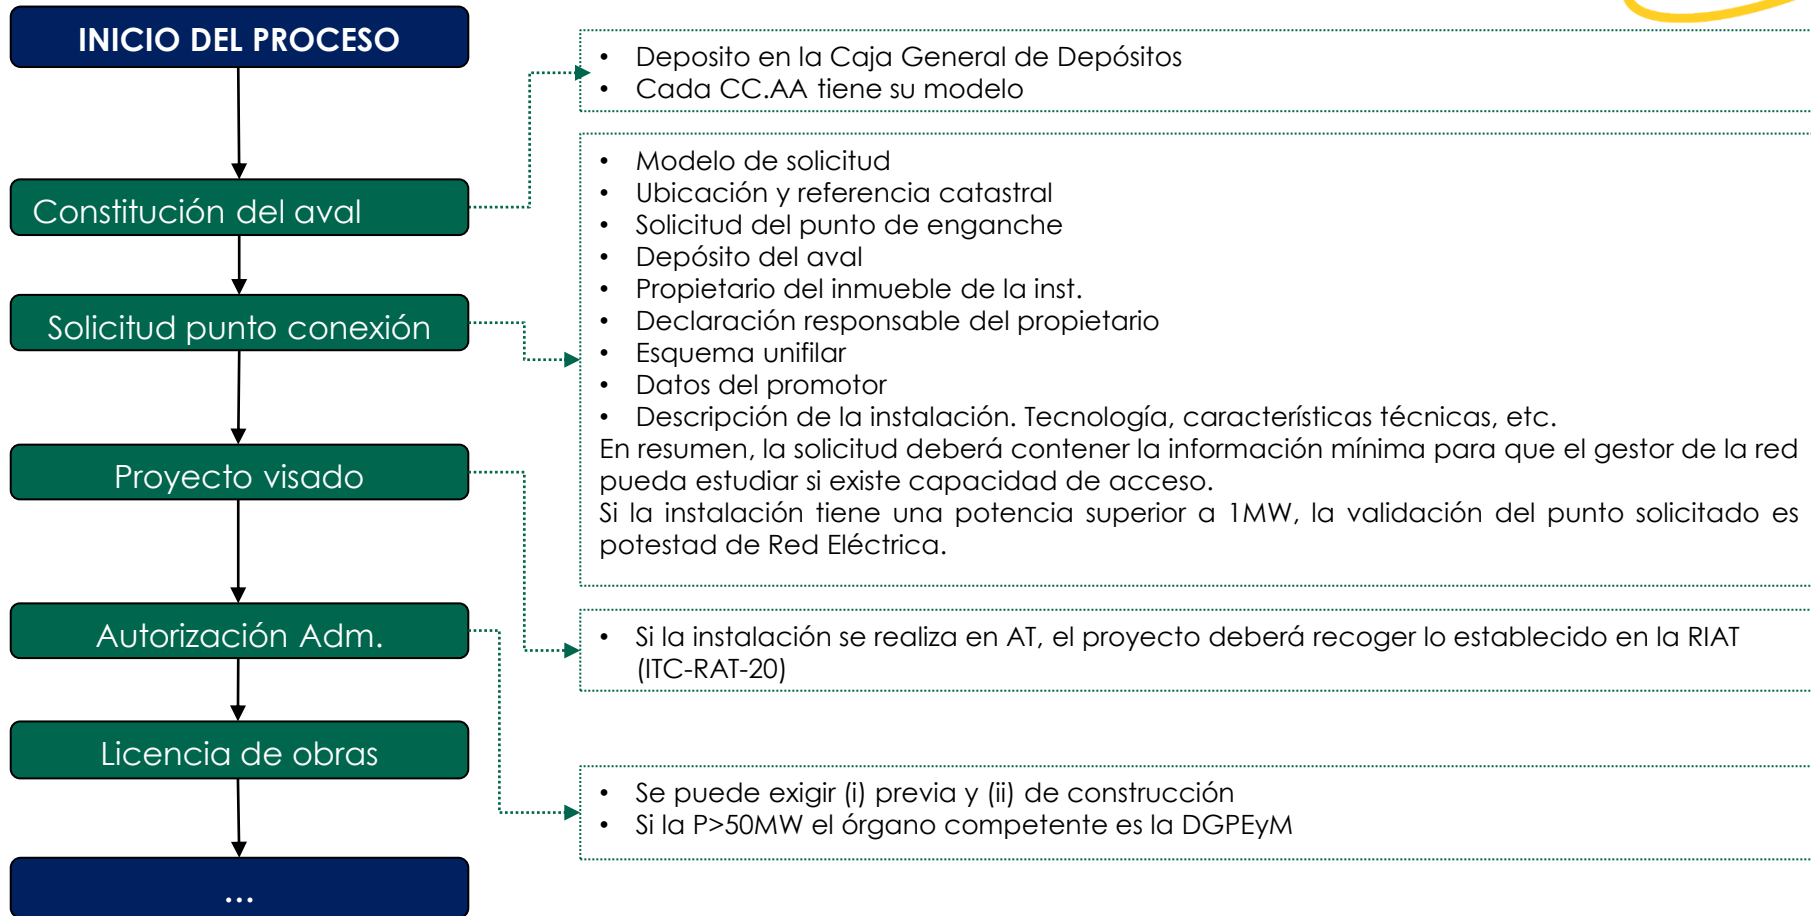 INICIO DEL PROCESO
• Deposito en la Caja General de Depósitos
• Cada CC.AA tiene su modelo
Constitución del aval
• Modelo de solicitud
• Ubicación y referencia catastral
• Solicitud del punto de enganche
• Depósito del aval
• Propietario del inmueble de la inst.
• Declaración responsable del propietario
• Esquema unifilar
• Datos del promotor
• Descripción de la instalación. Tecnología, características técnicas, etc.
En resumen, la solicitud deberá contener la información mínima para que el gestor de la red
pueda estudiar si existe capacidad de acceso.
Si la instalación tiene una potencia superior a 1MW, la validación del punto solicitado es
potestad de Red Eléctrica.
Solicitud punto conexión
Proyecto visado
• Si la instalación se realiza en AT, el proyecto deberá recoger lo establecido en la RIAT
(ITC-RAT-20)
Autorización Adm.
• Se puede exigir (i) previa y (ii) de construcción
• Si la P>50MW el órgano competente es la DGPEyM
Licencia de obras
...